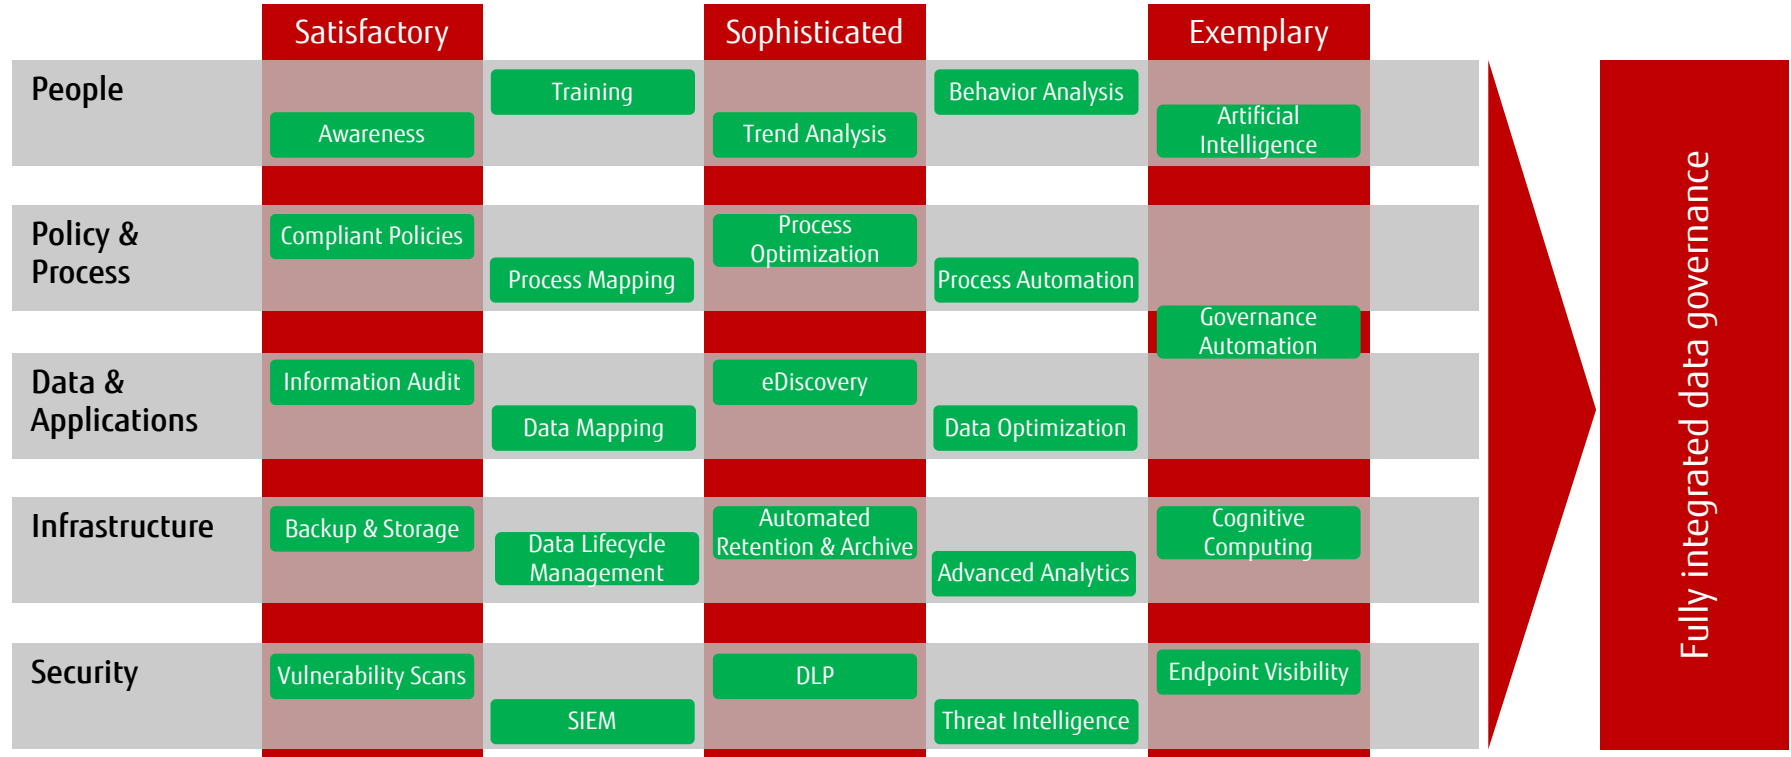 Satisfactory
Sophisticated
Exemplary
People
Awareness
Training
Trend Analysis
Behavior Analysis
Artificial
Intelligence
Policy &
Process
Compliant Policies
Process Mapping
Process
Optimization
Process Automation
Governance
Automation
Data &
Applications
Information Audit
Data Mapping
eDiscovery
Data Optimization
Infrastructure
Backup & Storage
Data Lifecycle
Management
Automated
Retention & Archive
Advanced Analytics
Cognitive
Computing
Security
Vulnerability Scans
SIEM
DLP
Threat Intelligence
Endpoint Visibility
Fully integrated data governance